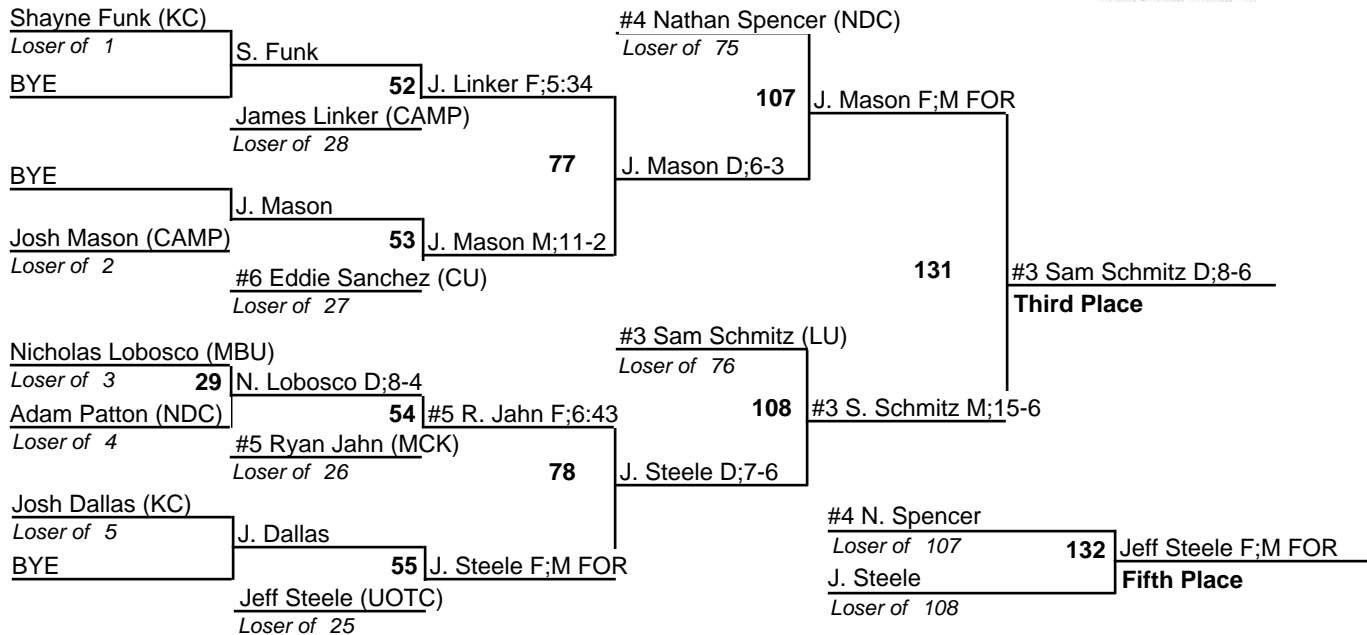 Shayne Funk (KC)
Loser of 1
S. Funk
BYE
52
J. Linker F;5:34
James Linker (CAMP)
Loser of 28
77
BYE
J. Mason
Josh Mason (CAMP)
Loser of 2
53
J. Mason M;11-2
#6 Eddie Sanchez (CU)
Loser of 27
#4 Nathan Spencer (NDC)
Loser of 75
107
J. Mason F;M FOR
J. Mason D;6-3
131
#3 Sam Schmitz D;8-6
Third Place
Nicholas Lobosco (MBU)
Loser of 3
29
N. Lobosco D;8-4
Adam Patton (NDC)
Loser of 4
54
#5 R. Jahn F;6:43
#5 Ryan Jahn (MCK)
Loser of 26
78
Josh Dallas (KC)
Loser of 5
J. Dallas
BYE
55
J. Steele F;M FOR
Jeff Steele (UOTC)
Loser of 25
#3 Sam Schmitz (LU)
Loser of 76
108
#3 S. Schmitz M;15-6
J. Steele D;7-6
#4 N. Spencer
Loser of 107
132
Jeff Steele F;M FOR
J. Steele
Fifth Place
Loser of 108